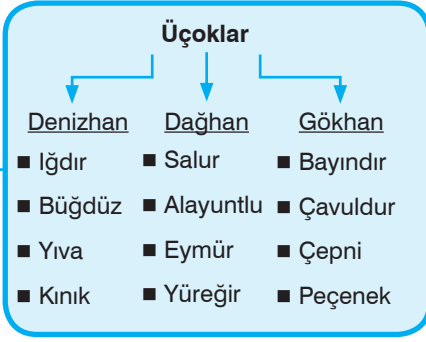 Üçoklar
Denizhan Dağhan Gökhan
■ Iğdır ■ Salur ■ Bayındır
■ Büğdüz ■ Alayuntlu ■ Çavuldur
■ Yıva ■ Eymür ■ Çepni
■ Kınık ■ Yüreğir ■ Peçenek